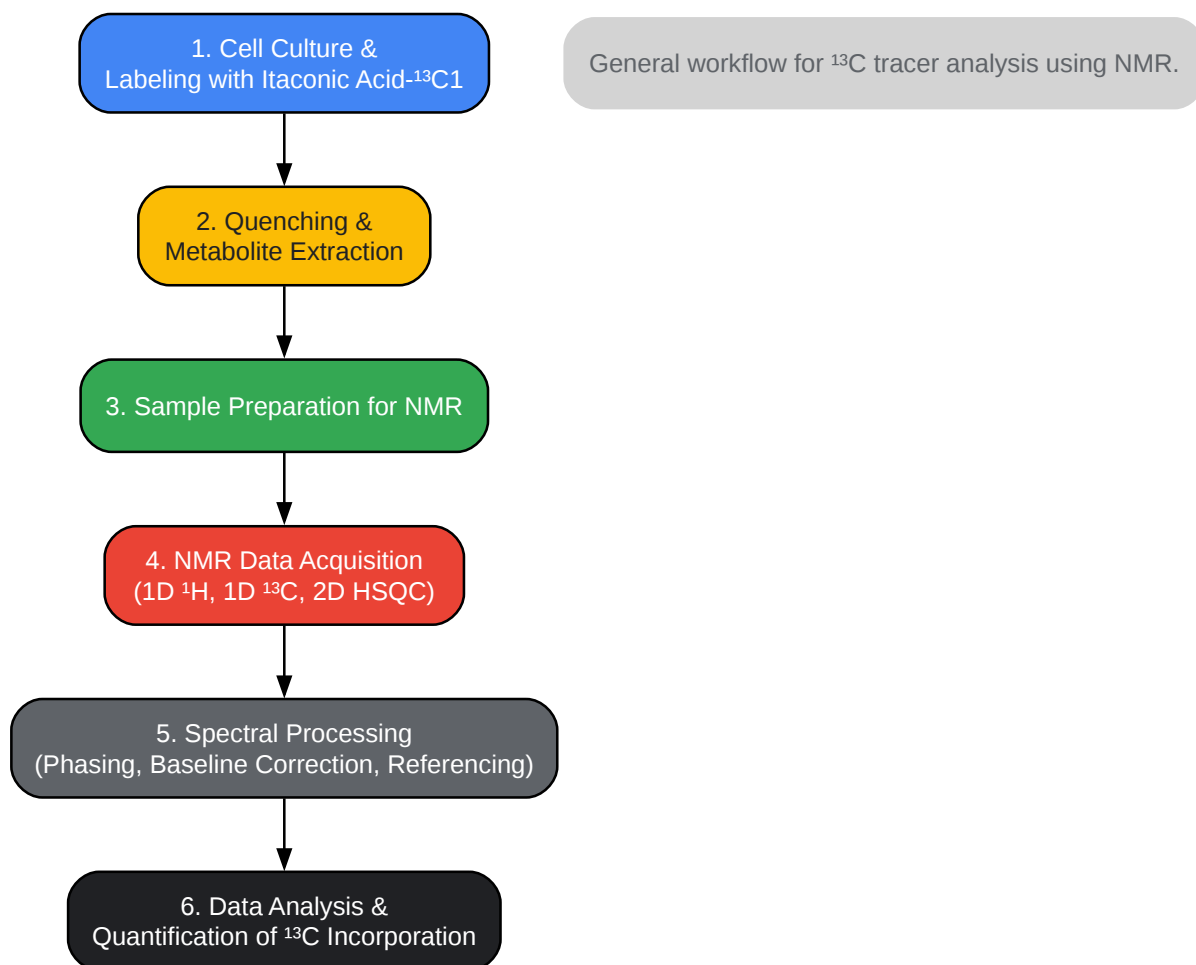 1. Cell Culture &
Labeling with Itaconic Acid-¹³C1
General workflow for ¹³C tracer analysis using NMR.
2. Quenching &
Metabolite Extraction
3. Sample Preparation for NMR
4. NMR Data Acquisition
(1D ¹H, 1D ¹³C, 2D HSQC)
5. Spectral Processing
(Phasing, Baseline Correction, Referencing)
6. Data Analysis &
Quantification of ¹³C Incorporation